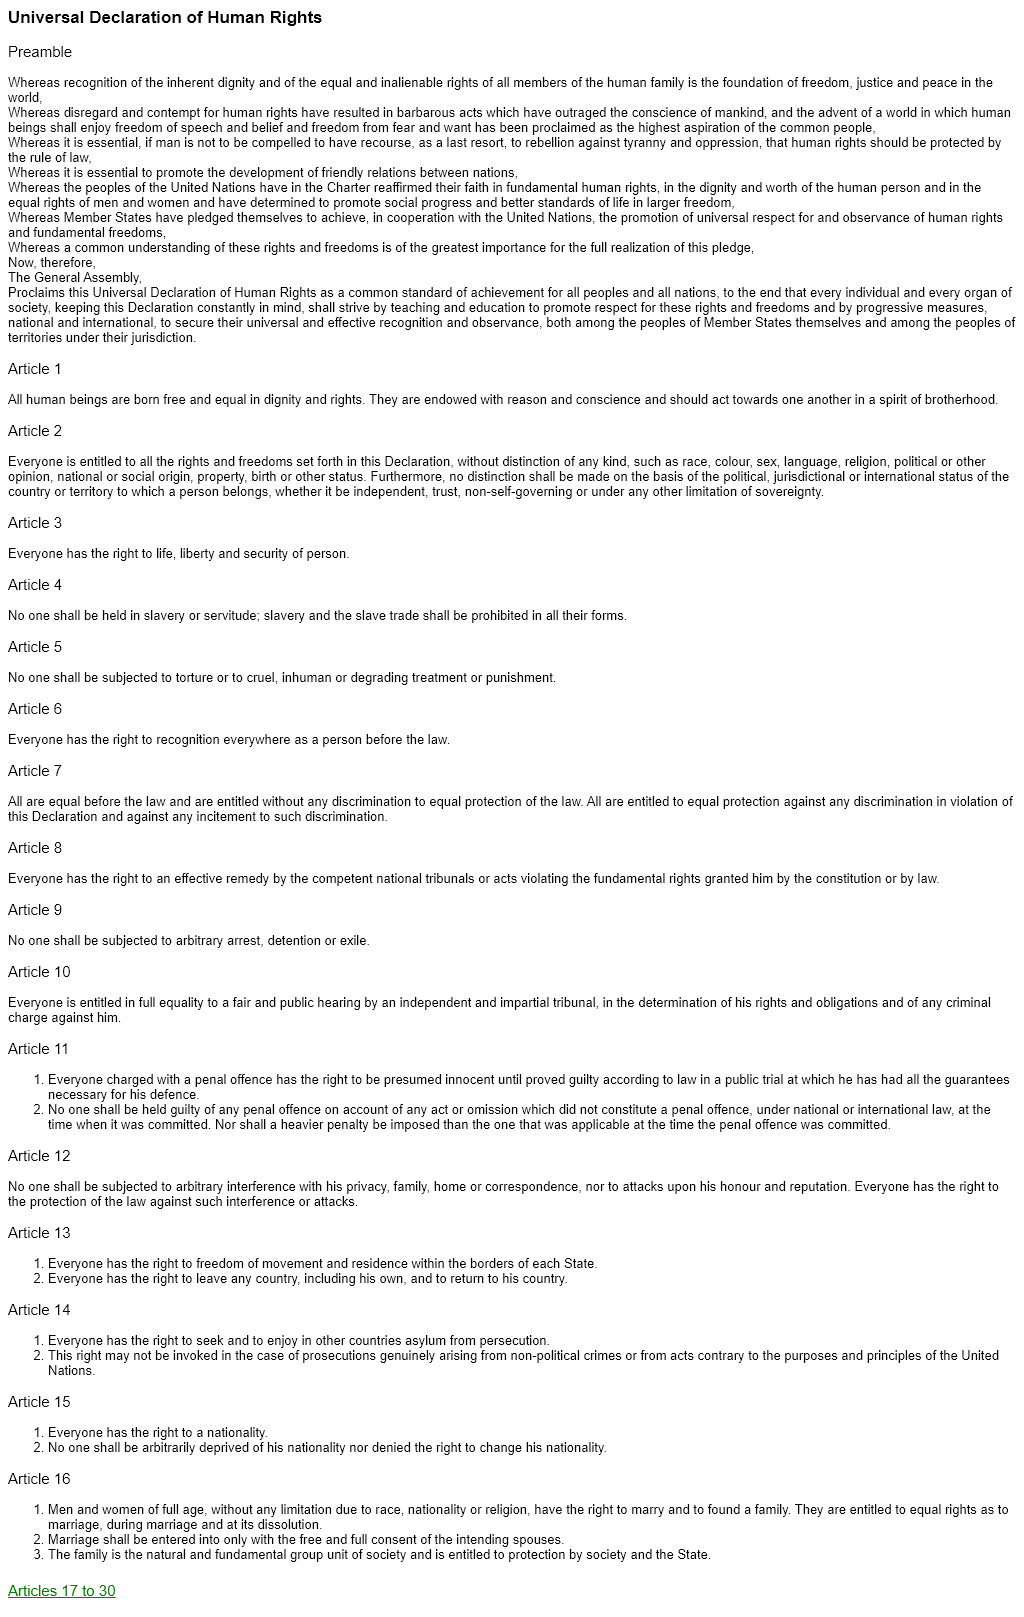 Universal Declaration of Human Rights
Preamble
Whereas recognition of the inherent dignity and of the equal and inalienable rights of all members of the human family is the foundation of freedom, justice and peace in the
world,
Whereas disregard and contempt for human rights have resulted in barbarous acts which have outraged the conscience of mankind, and the advent of a world in which human
beings shall enjoy freedom of speech and belief and freedom from fear and want has been proclaimed as the highest aspiration of the common people,
Whereas it is essential, if man is not to be compelled to have recourse, as a last resort, to rebellion against tyranny and oppression, that human rights should be protected by
the rule of law,
Whereas it is essential to promote the development of friendly relations between nations,
Whereas the peoples of the United Nations have in the Charter reaffirmed their faith in fundamental human rights, in the dignity and worth of the human person and in the
equal rights of men and women and have determined to promote social progress and better standards of life in larger freedom,
Whereas Member States have pledged themselves to achieve, in cooperation with the United Nations, the promotion of universal respect for and observance of human rights
and fundamental freedoms,
Whereas a common understanding of these rights and freedoms is of the greatest importance for the full realization of this pledge,
Now, therefore,
The General Assembly,
Proclaims this Universal Declaration of Human Rights as a common standard of achievement for all peoples and all nations, to the end that every individual and every organ of
society, keeping this Declaration constantly in mind, shall strive by teaching and education to promote respect for these rights and freedoms and by progressive measures,
national and international, to secure their universal and effective recognition and observance, both among the peoples of Member States themselves and among the peoples of
territories under their jurisdiction.
Article 1
All human beings are born free and equal in dignity and rights. They are endowed with reason and conscience and should act towards one another in a spirit of brotherhood.
Article 2
Everyone is entitled to all the rights and freedoms set forth in this Declaration, without distinction of any kind, such as race, colour, sex, language, religion, political or other
opinion, national or social origin, property, birth or other status. Furthermore, no distinction shall be made on the basis of the political, jurisdictional or international status of the
country or territory to which a person belongs, whether it be independent, trust, non-self-governing or under any other limitation of sovereignty.
Article 3
Everyone has the right to life, liberty and security of person.
Article 4
No one shall be held in slavery or servitude; slavery and the slave trade shall be prohibited in all their forms.
Article 5
No one shall be subjected to torture or to cruel, inhuman or degrading treatment or punishment.
Article 6
Everyone has the right to recognition everywhere as a person before the law.
Article 7
All are equal before the law and are entitled without any discrimination to equal protection of the law. All are entitled to equal protection against any discrimination in violation of
this Declaration and against any incitement to such discrimination.
Article 8
Everyone has the right to an effective remedy by the competent national tribunals or acts violating the fundamental rights granted him by the constitution or by law.
Article 9
No one shall be subjected to arbitrary arrest, detention or exile.
Article 10
Everyone is entitled in full equality to a fair and public hearing by an independent and impartial tribunal, in the determination of his rights and obligations and of any criminal
charge against him.
Article 11
1. Everyone charged with a penal offence has the right to be presumed innocent until proved guilty according to law in a public trial at which he has had all the guarantees
necessary for his defence.
2. No one shall be held guilty of any penal offence on account of any act or omission which did not constitute a penal offence, under national or international law, at the
time when it was committed. Nor shall a heavier penalty be imposed than the one that was applicable at the time the penal offence was committed.
Article 12
No one shall be subjected to arbitrary interference with his privacy, family, home or correspondence, nor to attacks upon his honour and reputation. Everyone has the right to
the protection of the law against such interference or attacks.
Article 13
1. Everyone has the right to freedom of movement and residence within the borders of each State.
2. Everyone has the right to leave any country, including his own, and to return to his country.
Article 14
1. Everyone has the right to seek and to enjoy in other countries asylum from persecution.
2. This right may not be invoked in the case of prosecutions genuinely arising from non-political crimes or from acts contrary to the purposes and principles of the United
Nations.
Article 15
1. Everyone has the right to a nationality.
2. No one shall be arbitrarily deprived of his nationality nor denied the right to change his nationality.
Article 16
1. Men and women of full age, without any limitation due to race, nationality or religion, have the right to marry and to found a family. They are entitled to equal rights as to
marriage, during marriage and at its dissolution.
2. Marriage shall be entered into only with the free and full consent of the intending spouses.
3. The family is the natural and fundamental group unit of society and is entitled to protection by society and the State.
Articles 17 to 30